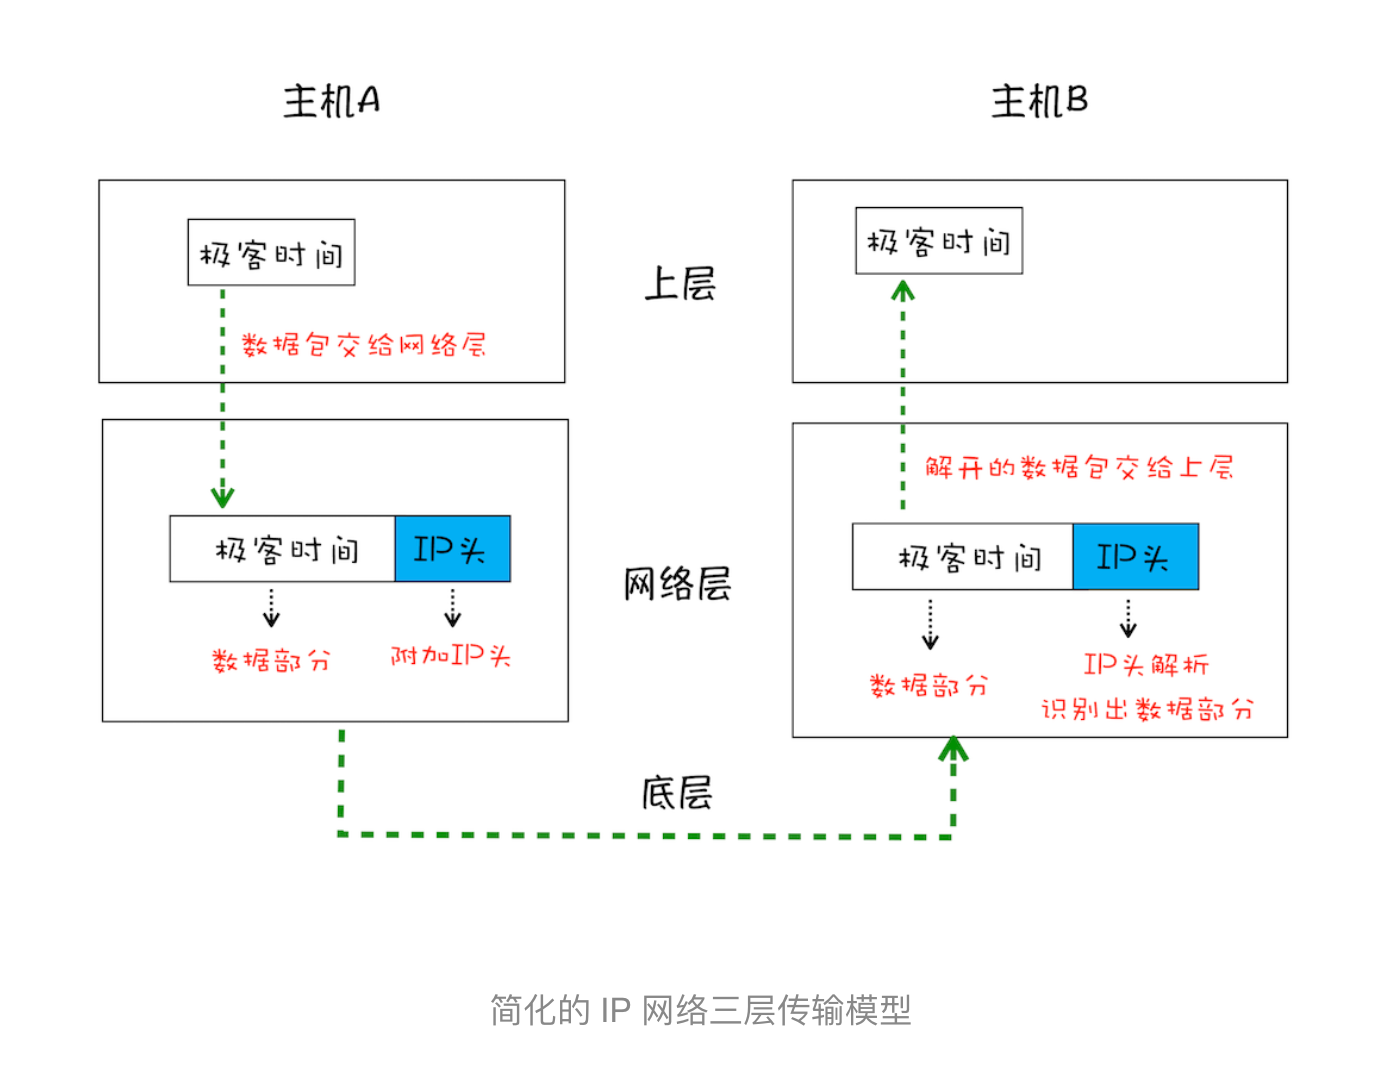 主机A
主机B
极客时间
数据包交给网络层
上层
极客时间
极客时间
IP头
数据部分
附加IP头
网络层
解开的数据包交给上层
极客时间
IP头
数据部分
IP头解析
识别出数据部分
底层
简化的 IP 网络三层传输模型